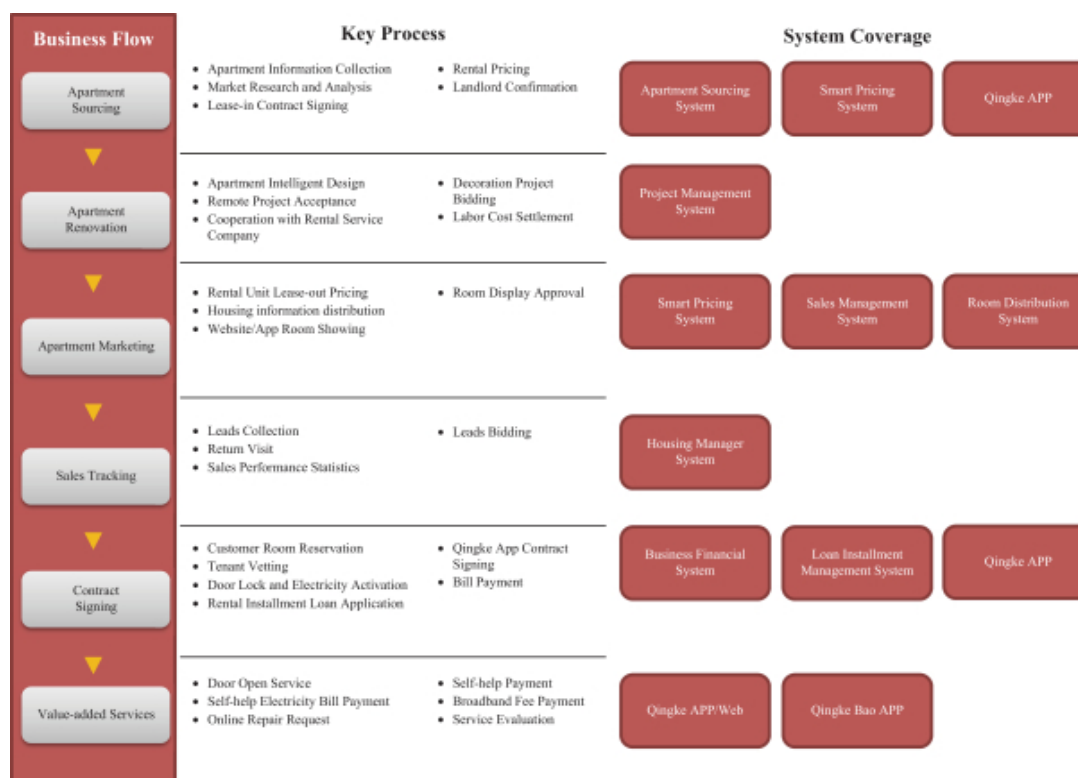 Business Flow
Key Process
System Coverage
Apartment
Sourcing
• Apartment Information Collection
• Market Research and Analysis
• Lease-in Contract Signing
• Rental Pricing
• Landlord Confirmation
Apartment Sourcing
System
Smart Pricing
System
Qingke APP
Apartment
Renovation
• Apartment Intelligent Design
• Remote Project Acceptance
• Cooperation with Rental Service
Company
• Decoration Project
Bidding
• Labor Cost Settlement
Project Management
System
Apartment Marketing
• Rental Unit Lease-out Pricing
• Housing information distribution
• Website/App Room Showing
• Room Display Approval
Smart Pricing
System
Sales Management
System
Room Distribution
System
Sales Tracking
• Leads Collection
• Return Visit
• Sales Performance Statistics
• Leads Bidding
Housing Manager
System
Contract
Signing
• Customer Room Reservation
• Tenant Vetting
• Door Lock and Electricity Activation
• Rental Installment Loan Application
• Qingke App Contract
Signing
• Bill Payment
Business Financial
System
Loan Installment
Management System
Qingke APP
Value-added Services
• Door Open Service
• Self-help Electricity Bill Payment
• Online Repair Request
• Self-help Payment
• Broadband Fee Payment
• Service Evaluation
Qingke APP/Web
Qingke Bao APP